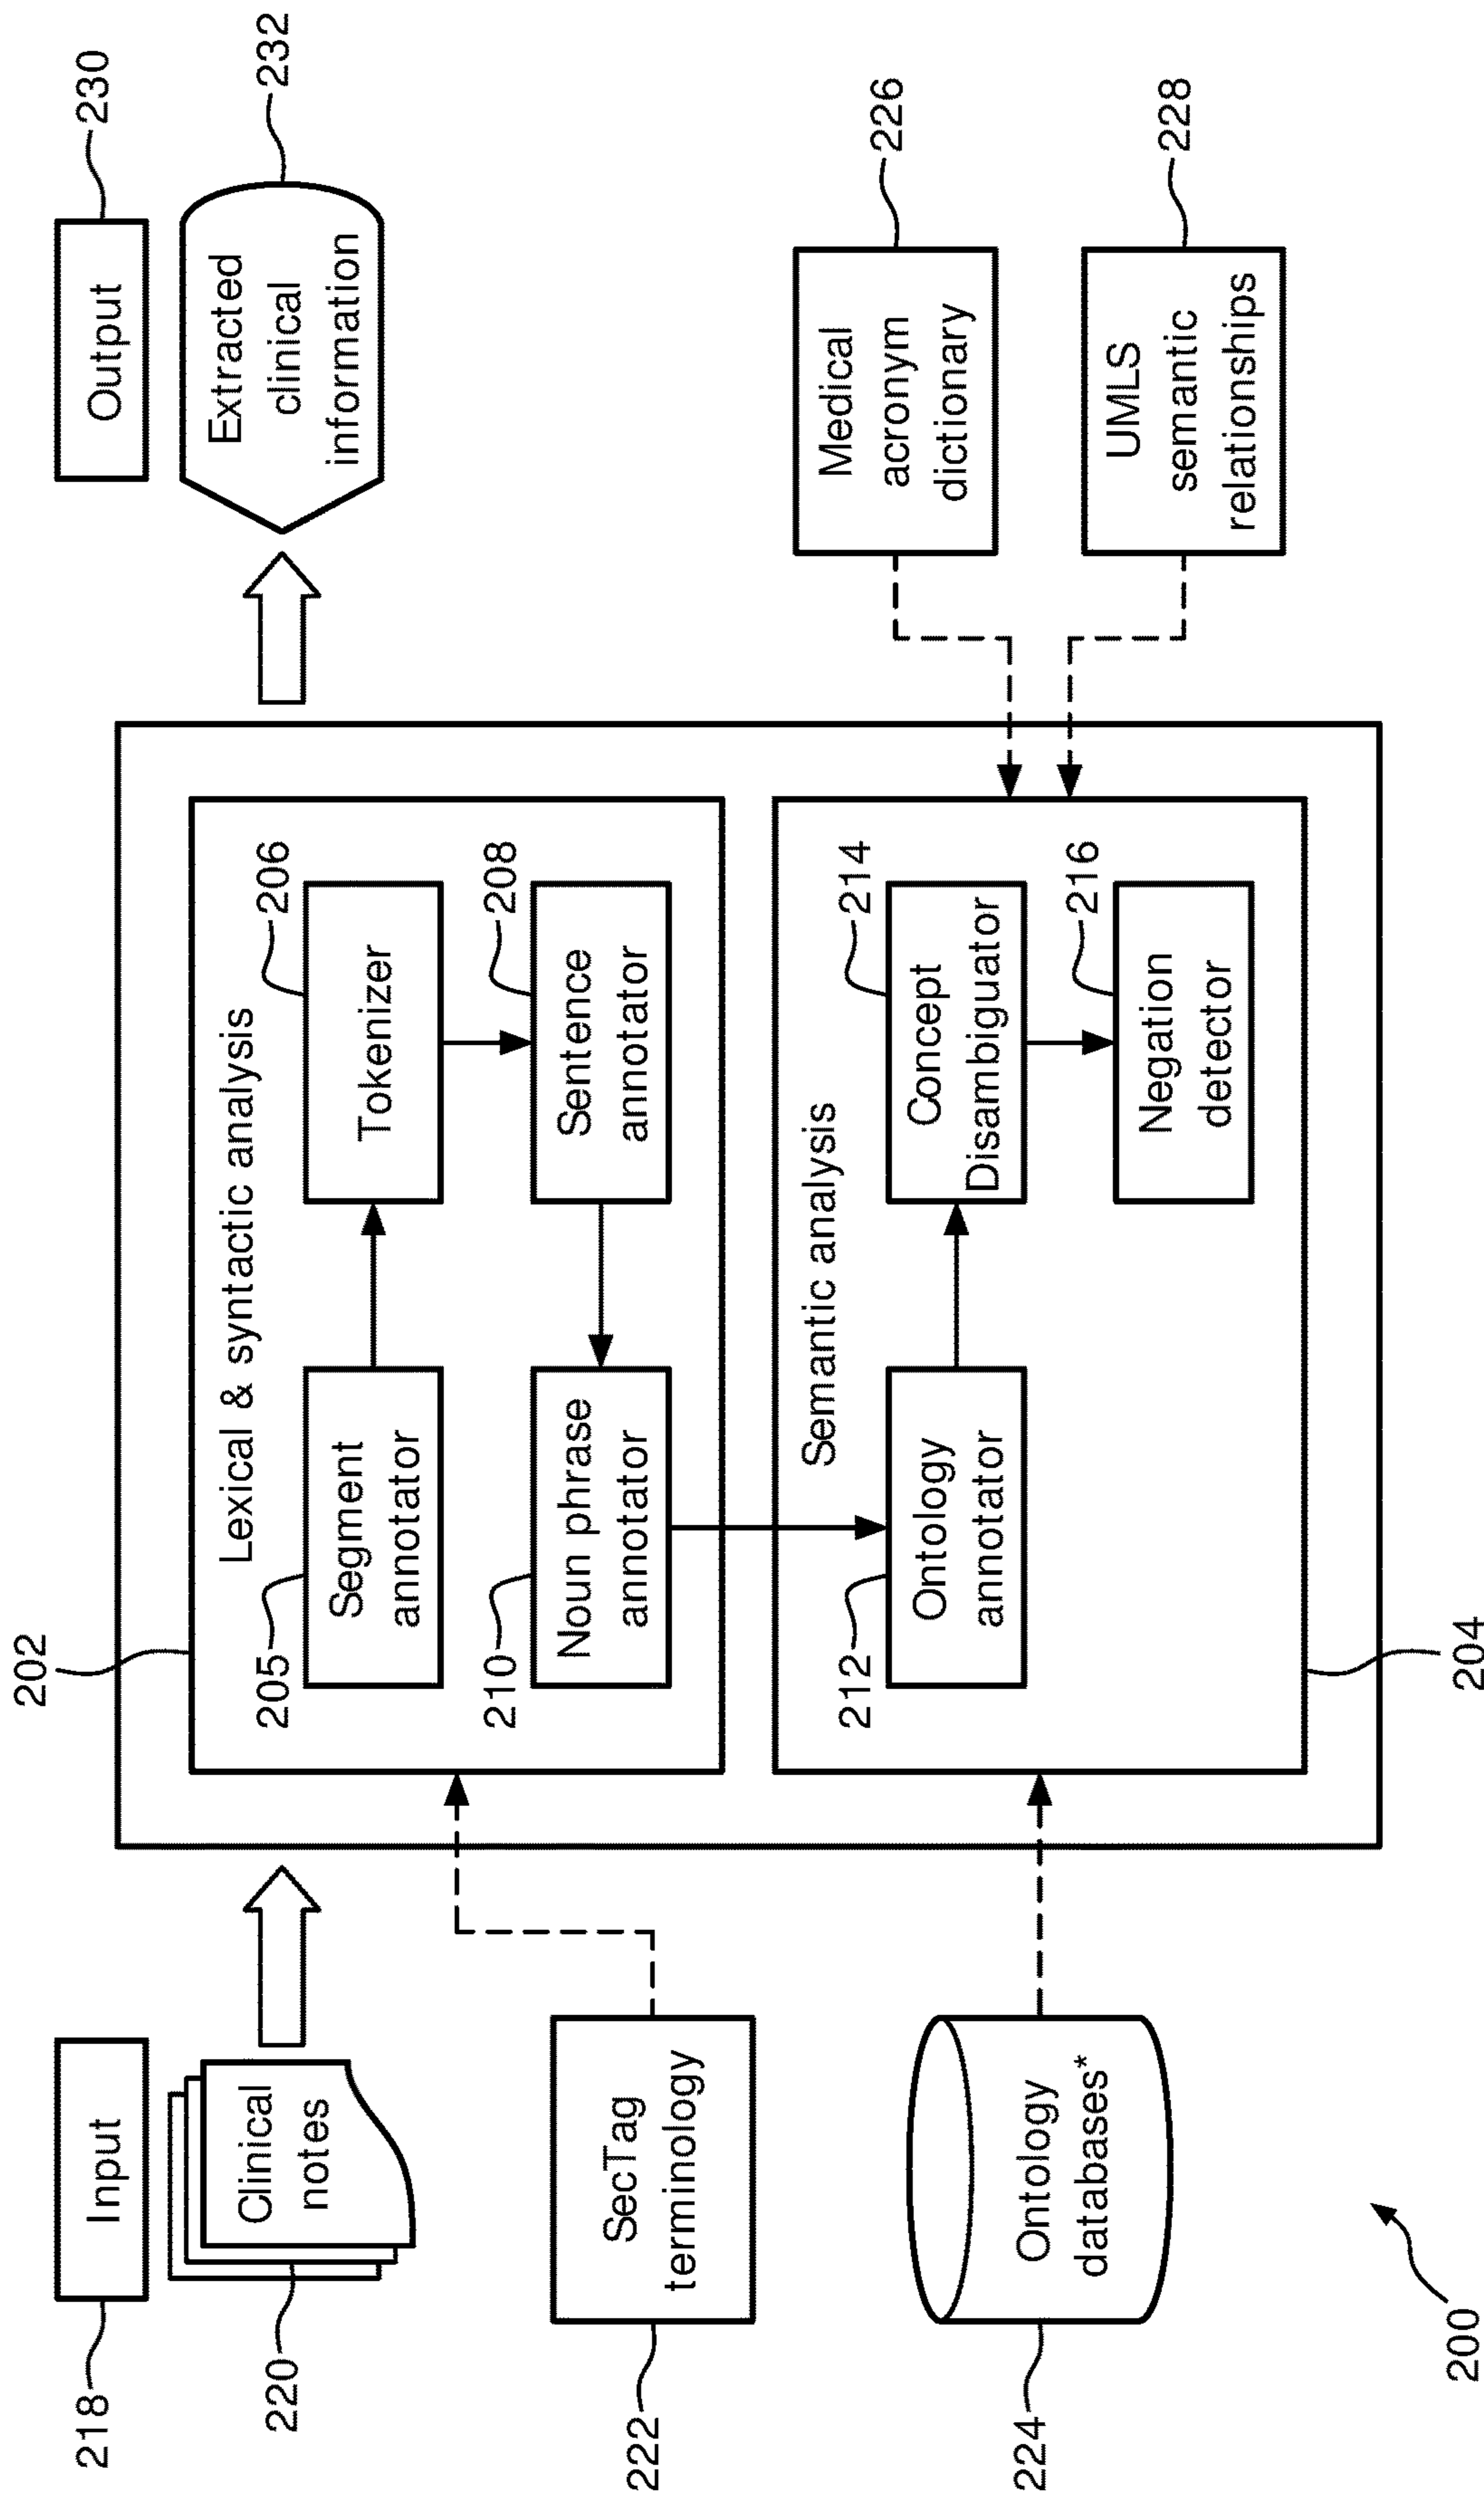 218
Input
220
Clinical
notes
222
SecTag
terminology
224
Ontology
databases*
200
202
Lexical & syntactic analysis
205
Segment
annotator
206
Tokenizer
210
Noun phrase
annotator
208
Sentence
annotator
Semantic analysis
212
Ontology
annotator
214
Concept
Disambiguator
216
Negation
detector
204
Output
230
Extracted
clinical
information
232
Medical
acronym
dictionary
226
UMLS
semantic
relationships
228